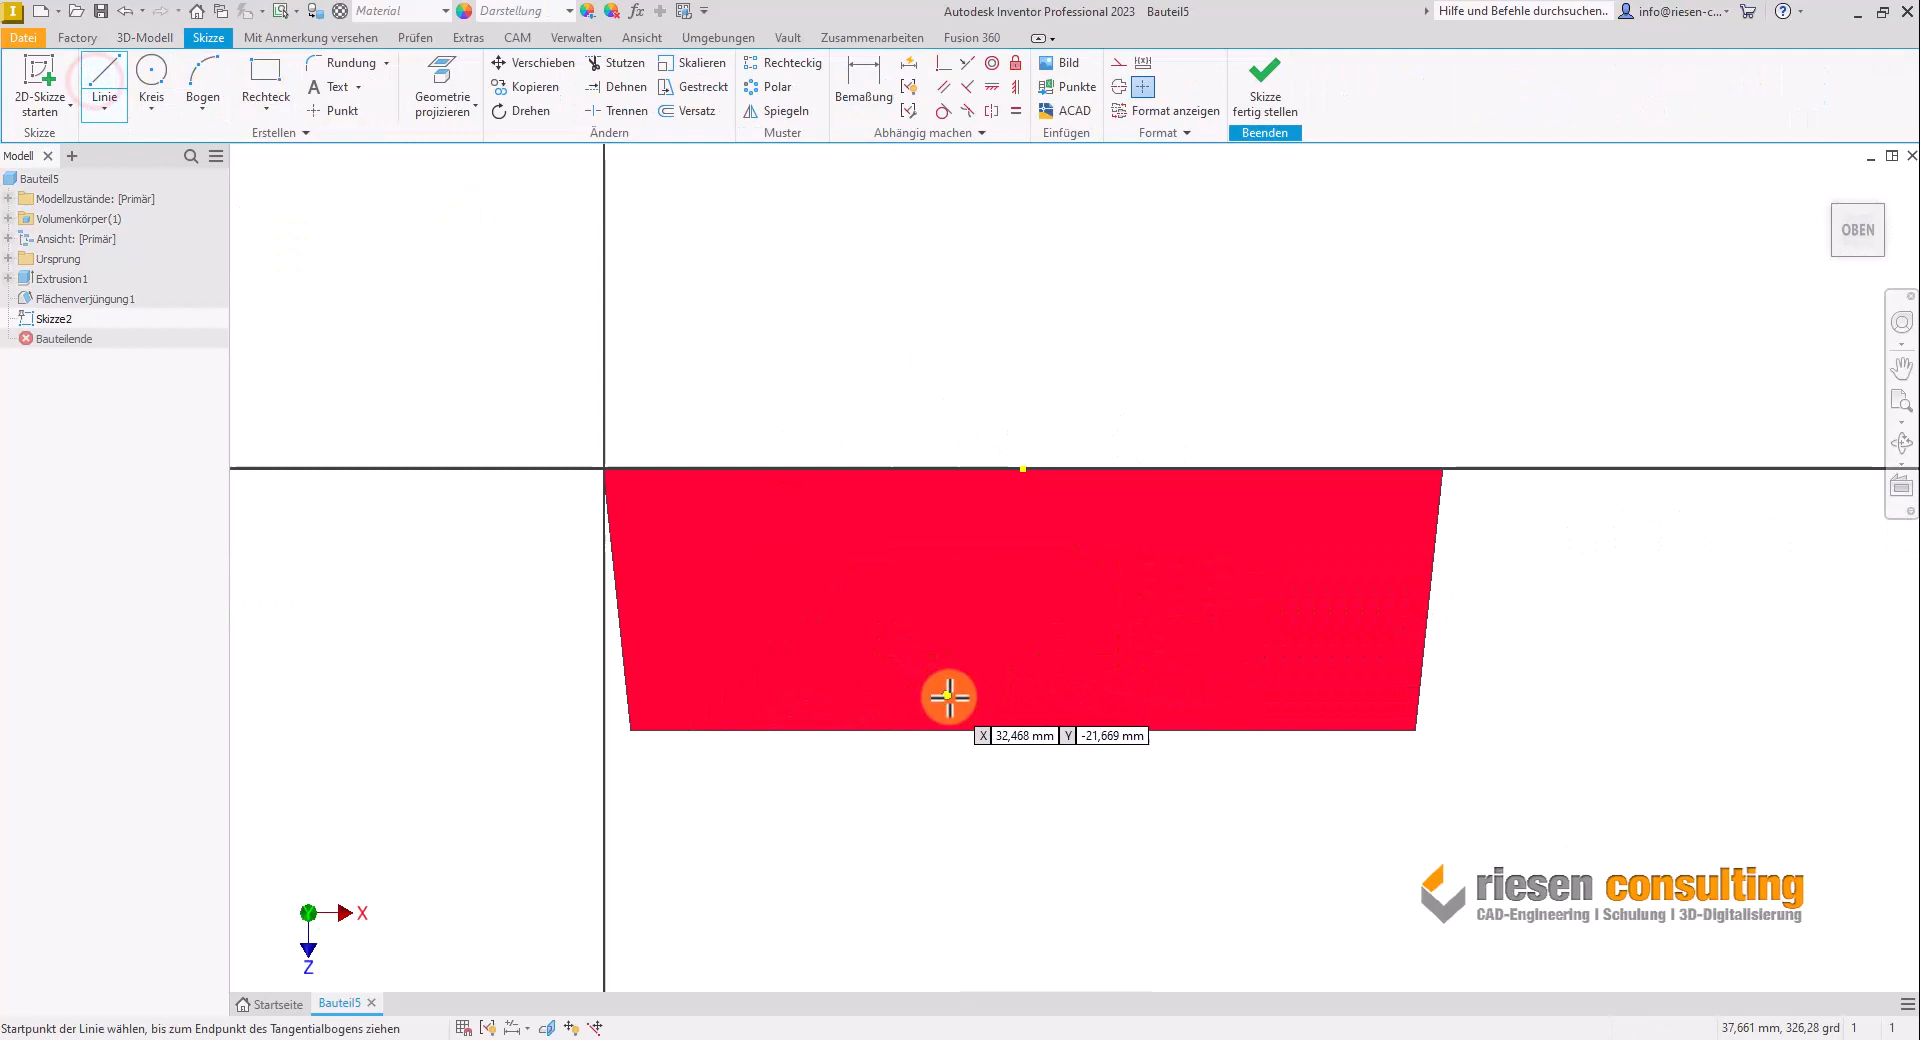 Material
Darstellung
fx
Autodesk Inventor Professional 2023 Bauteil5
Hilfe und Befehle durchsuchen..
info@riesen-c...
Datei Factory 3D-Modell Skizze Mit Anmerkung versehen Prüfen Extras CAM Verwalten Ansicht Umgebungen Vault Zusammenarbeiten Fusion 360
2D-Skizze starten
Linie
Kreis
Bogen
Rechteck
Rundung
Text
Punkt
Geometrie projizieren
Verschieben
Kopieren
Drehen
Stutzen
Dehnen
Trennen
Skalieren
Gestreckt
Versatz
Rechteckig
Polar
Spiegeln
Bemaßung
Bild
Punkte
ACAD
Format anzeigen
Skizze fertig stellen
Skizze Erstellen Ändern Muster Abhängig machen Einfügen Format Beenden
Modell
Bauteil5
Modellzustände: [Primär]
Volumenkörper(1)
Ansicht: [Primär]
Ursprung
Extrusion1
Flächenverjüngung1
Skizze2
Bauteilende
OBEN
X 32,468 mm Y -21,669 mm
riesen consulting
CAD-Engineering | Schulung | 3D-Digitalisierung
Y
X
Z
Startseite Bauteil5
Startpunkt der Linie wählen, bis zum Endpunkt des Tangentialbogens ziehen
37,661 mm, 326,28 grd 1 1